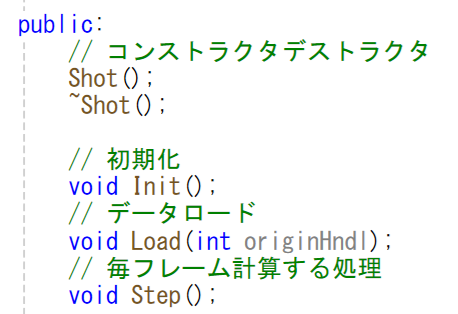 public:
// コンストラクタデストラクタ
Shot();
~Shot();
// 初期化
void Init();
// データロード
void Load(int originHndl);
// 毎フレーム計算する処理
void Step();